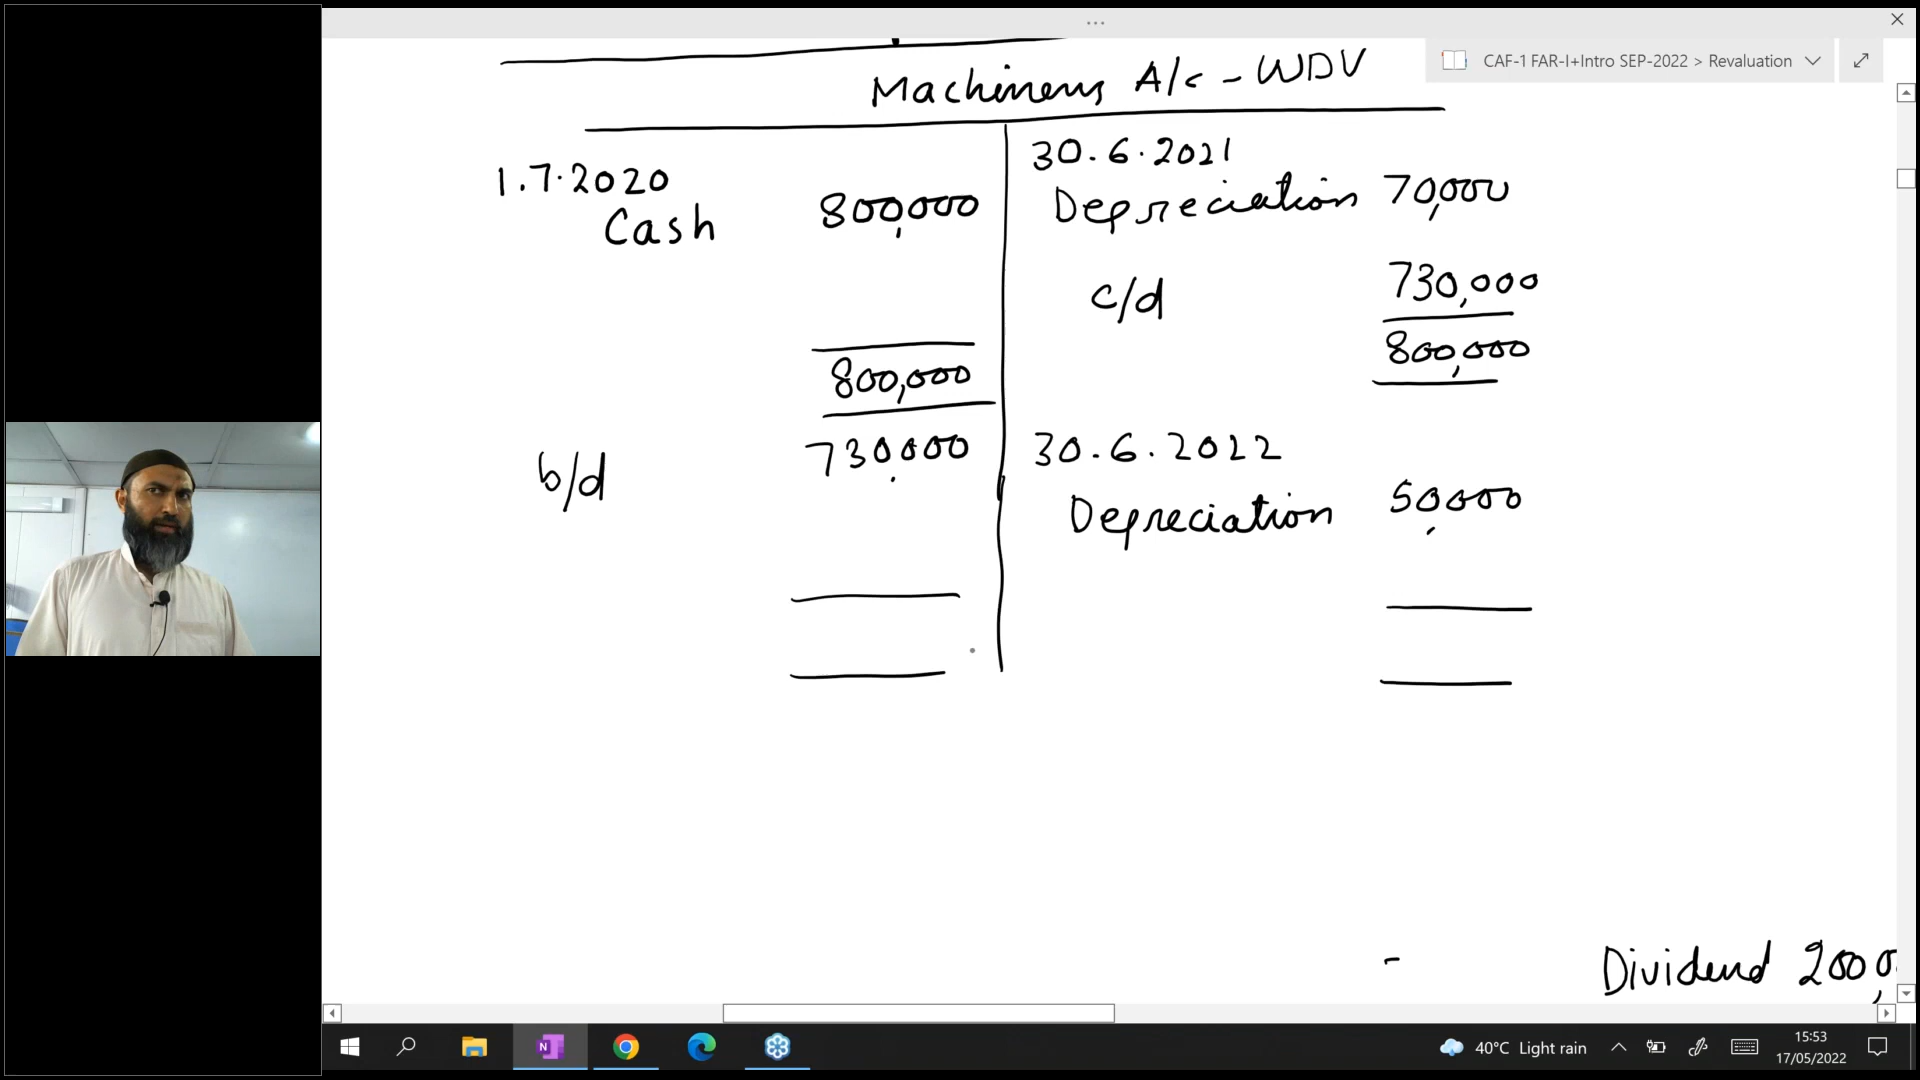 CAF-1 FAR-I+Intro SEP-2022 > Revaluation
Machinery A/c - WDV
1.7.2020
Cash 800,000
30.6.2021
Depreciation 70,000
c/d 730,000
800,000
800,000
b/d 730,000
30.6.2022
Depreciation 50,000
Dividend 200,0
40°C Light rain
15:53
17/05/2022